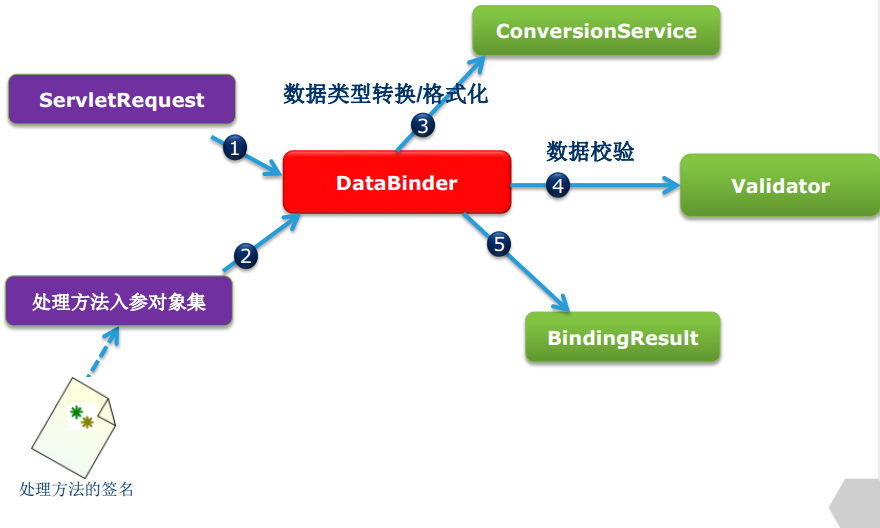 ConversionService
ServletRequest
数据类型转换/格式化
3
1
数据校验
DataBinder
4
Validator
2
5
处理方法入参对象集
BindingResult
处理方法的签名